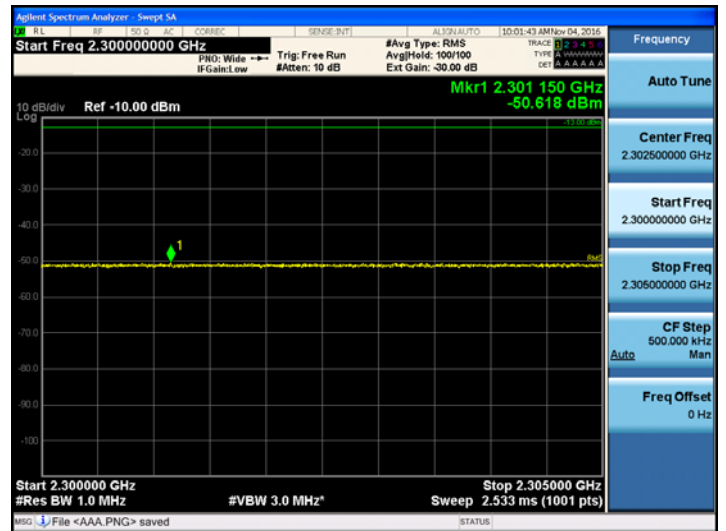 Agilent Spectrum Analyzer - Swept SA
RL RF 50 Ω AC CORREC SENSE:INT ALIGN AUTO 10:01:43 AM Nov 04, 2016
Start Freq 2.300000000 GHz
PNO: Wide
IFGain:Low
Trig: Free Run
#Atten: 10 dB
#Avg Type: RMS
Avg|Hold: 100/100
Ext Gain: -30.00 dB
TRACE 1 2 3 4 5 6
TYPE A WWWWW
DET A A A A A A
Frequency
Mkr1 2.301 150 GHz
-50.618 dBm
10 dB/div Ref -10.00 dBm
Log
-13.00 dBm
-20.0
-30.0
-40.0
1
-50.0
RMS
-60.0
-70.0
-80.0
-90.0
-100
Start 2.300000 GHz
Stop 2.305000 GHz
#Res BW 1.0 MHz
#VBW 3.0 MHz*
Sweep 2.533 ms (1001 pts)
Auto Tune
Center Freq
2.302500000 GHz
Start Freq
2.300000000 GHz
Stop Freq
2.305000000 GHz
CF Step
500.000 kHz
Auto Man
Freq Offset
0 Hz
MSG File <AAA.PNG> saved
STATUS